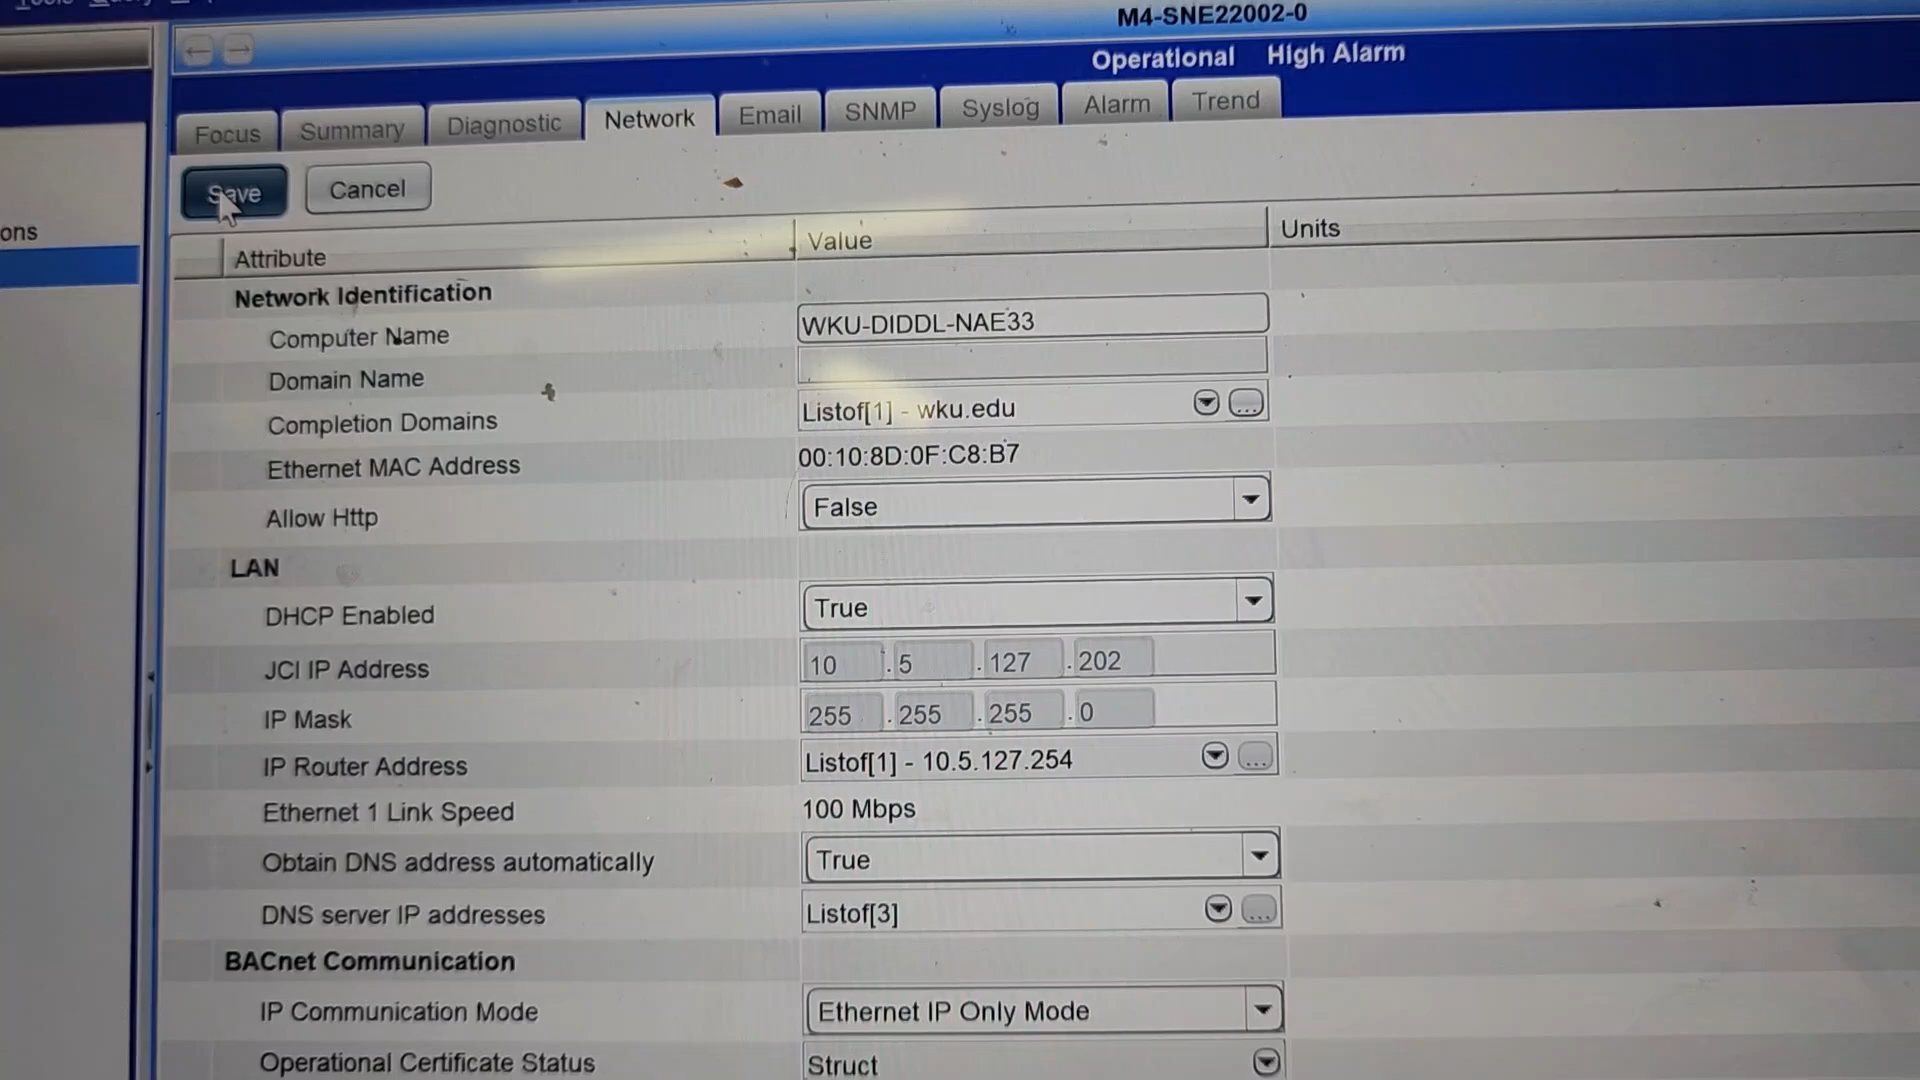 M4-SNE22002-0
Operational High Alarm
Focus Summary Diagnostic Network Email SNMP Syslog Alarm Trend
Save Cancel
ons
Attribute Value Units
Network Identification
Computer Name WKU-DIDDL-NAE33
Domain Name
Completion Domains Listof[1] - wku.edu
Ethernet MAC Address 00:10:8D:0F:C8:B7
Allow Http False
LAN
DHCP Enabled True
JCI IP Address 10 .5 .127 .202
IP Mask 255 .255 .255 .0
IP Router Address Listof[1] - 10.5.127.254 ...
Ethernet 1 Link Speed 100 Mbps
Obtain DNS address automatically True
DNS server IP addresses Listof[3] ...
BACnet Communication
IP Communication Mode Ethernet IP Only Mode
Operational Certificate Status Struct